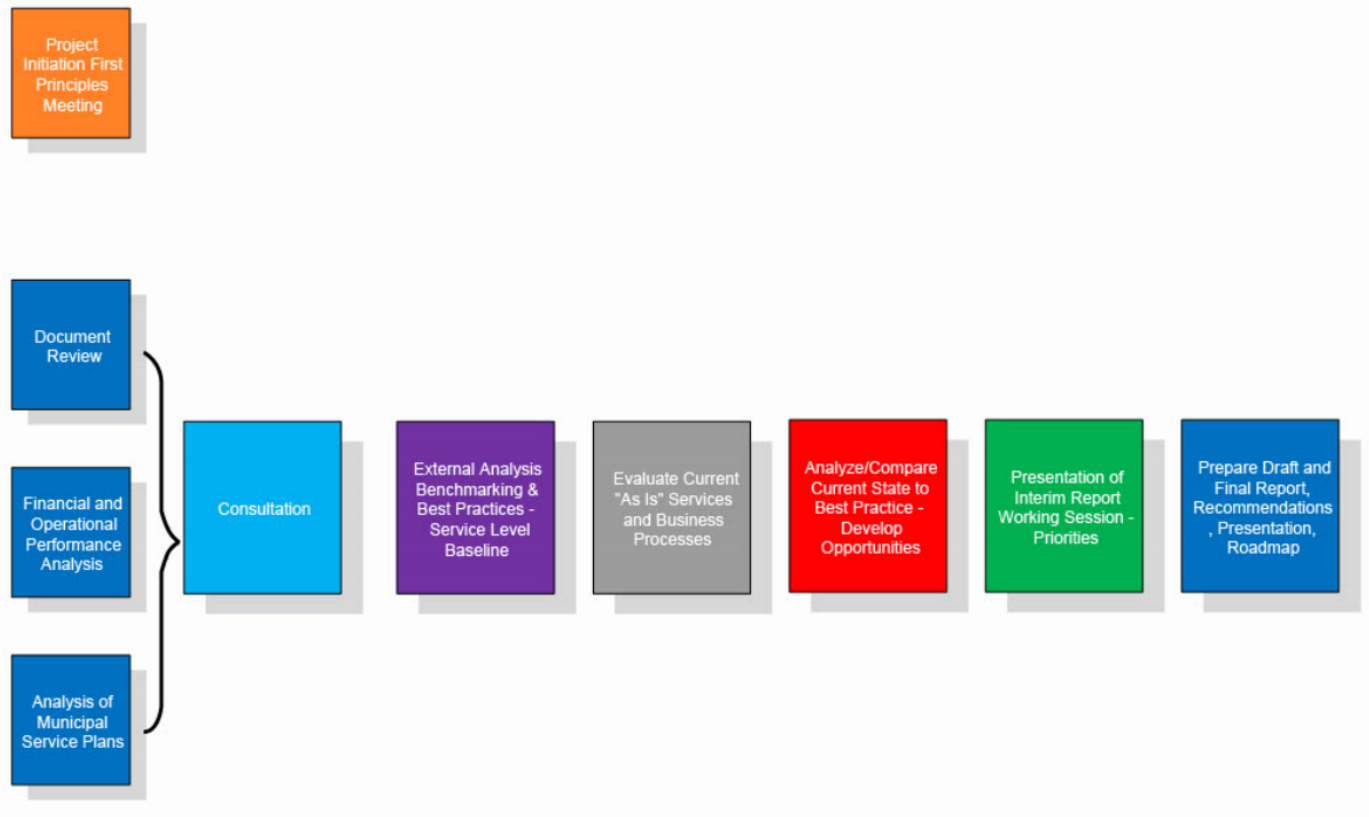 Project
Initiation First
Principles
Meeting
Document
Review
Financial and
Operational
Performance
Analysis
Analysis of
Municipal
Service Plans
Consultation
External Analysis
Benchmarking &
Best Practices -
Service Level
Baseline
Evaluate Current
"As Is" Services
and Business
Processes
Analyze/Compare
Current State to
Best Practice -
Develop
Opportunities
Presentation of
Interim Report
Working Session -
Priorities
Prepare Draft and
Final Report,
Recommendations
, Presentation,
Roadmap